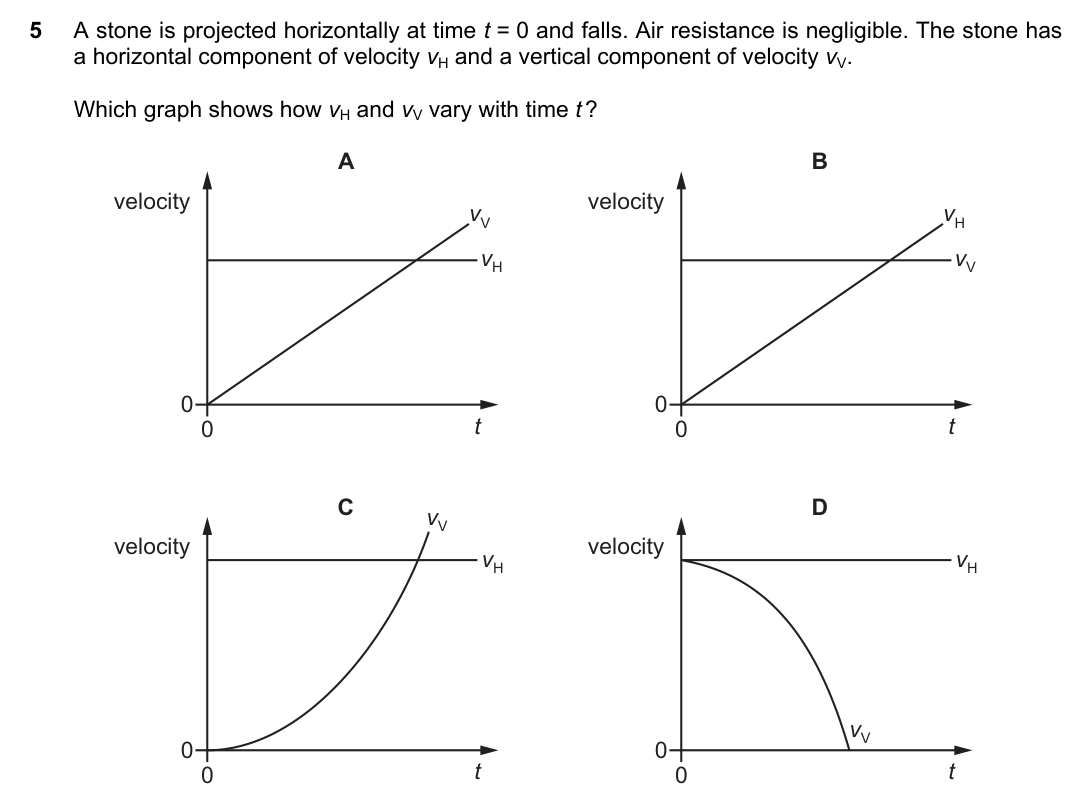 5 A stone is projected horizontally at time t = 0 and falls. Air resistance is negligible. The stone has
a horizontal component of velocity vH and a vertical component of velocity vV.
Which graph shows how vH and vV vary with time t?
A
velocity
vV
vH
0
0
t
B
velocity
vH
vV
0
0
t
C
velocity
vV
vH
0
0
t
D
velocity
vH
vV
0
0
t